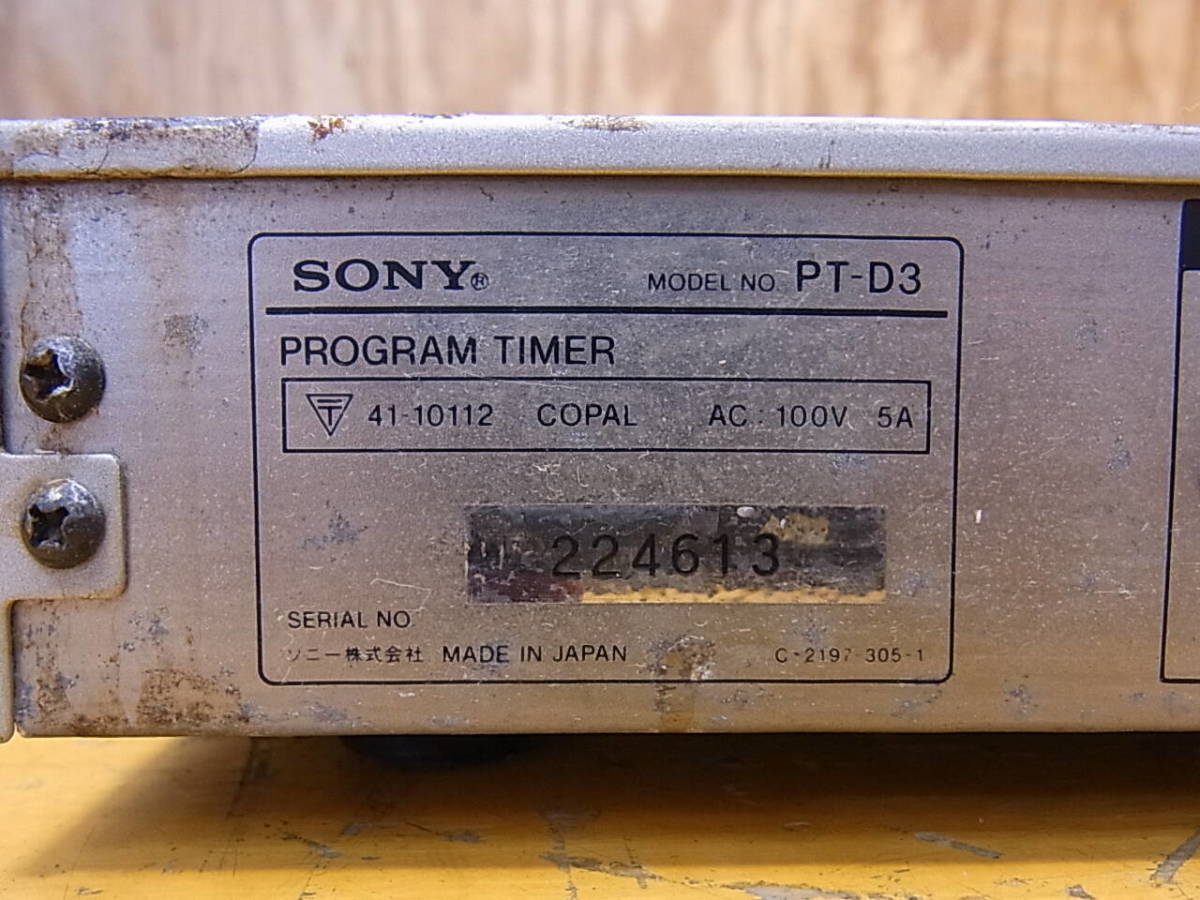 SONY® MODEL NO. PT-D3
PROGRAM TIMER
41-10112 COPAL AC: 100V 5A
224613
SERIAL NO
ソニー株式会社 MADE IN JAPAN C-2197-305-1